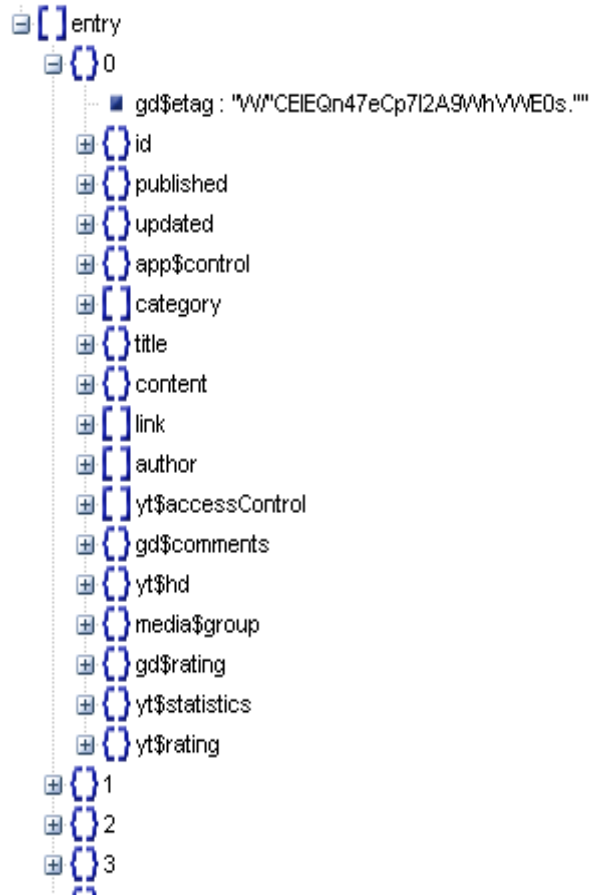 entry
0
gd$etag : "W/"CEIEQn47eCp7I2A9WhVWE0s.""
id
published
updated
app$control
category
title
content
link
author
yt$accessControl
gd$comments
yt$hd
media$group
gd$rating
yt$statistics
yt$rating
1
2
3